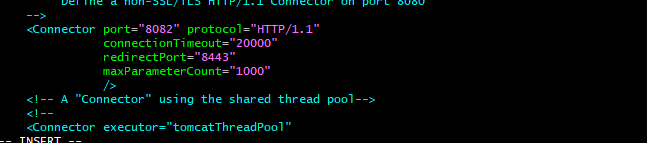 Define a non-SSL/TLS HTTP/1.1 Connector on port 8080
-->
<Connector port="8082" protocol="HTTP/1.1"
connectionTimeout="20000"
redirectPort="8443"
maxParameterCount="1000"
/>
<!-- A "Connector" using the shared thread pool-->
<!--
<Connector executor="tomcatThreadPool"
-- INSERT --